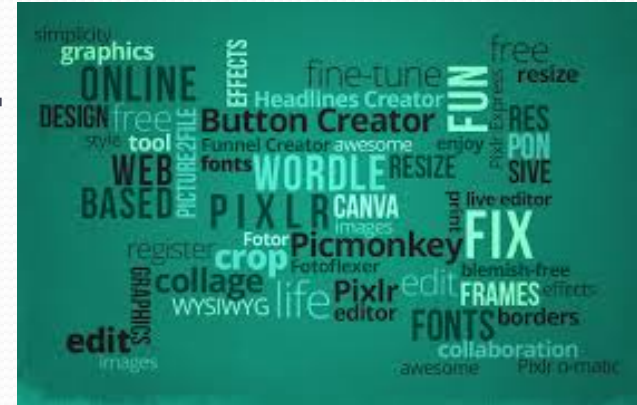 simplicity
graphics
EFFECTS
free
ONLINE
fine-tune
FUN
resize
Headlines Creator
Pixlr Express
DESIGN
free
PICTURE2FILE
Button Creator
RES
PON
SIVE
style
tool
Funnel Creator
awesome
enjoy
WEB
fonts
WORDLE
RESIZE
BASED
PIXLR
CANVA
print
live editor
images
register
Fotor
Picmonkey
FIX
crop
Fotoflexer
GRAPHICS
collage
blemish-free
WYSIWYG
life
Pixlr
editor
edit
FRAMES
effects
FONTS
borders
edit
images
collaboration
awesome
Pixlr o-matic